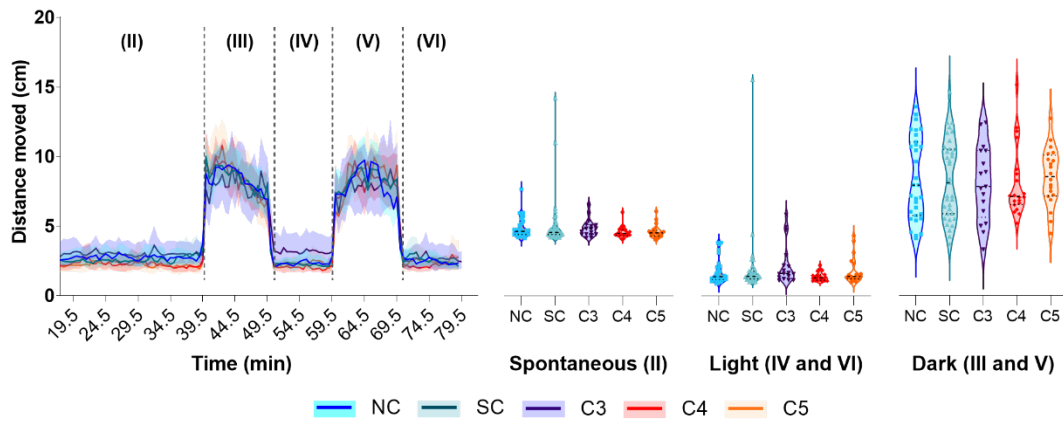 20
15
10
5
0
Distance moved (cm)
(II) (III) (IV) (V) (VI)
19.5 24.5 29.5 34.5 39.5 44.5 49.5 54.5 59.5 64.5 69.5 74.5 79.5
Time (min)
NC SC C3 C4 C5
Spontaneous (II)
NC SC C3 C4 C5
Light (IV and VI)
NC SC C3 C4 C5
Dark (III and V)
NC SC C3 C4 C5